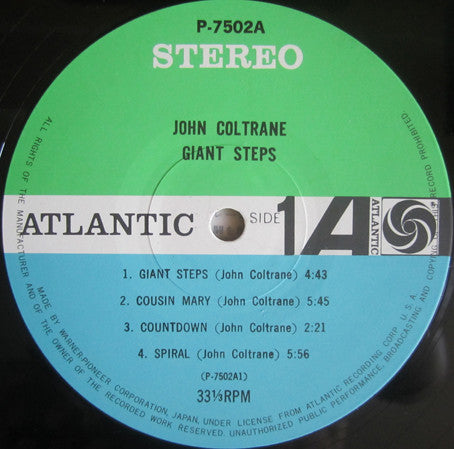 P-7502A
STEREO
JOHN COLTRANE
GIANT STEPS
ATLANTIC
SIDE 1
A
ATLANTIC
1. GIANT STEPS (John Coltrane) 4:43
2. COUSIN MARY (John Coltrane) 5:45
3. COUNTDOWN (John Coltrane) 2:21
4. SPIRAL (John Coltrane) 5:56
(P-7502A1)
33⅓RPM
ALL RIGHTS OF THE MANUFACTURER AND OF THE OWNER OF THE RECORDED WORK RESERVED. UNAUTHORIZED PUBLIC PERFORMANCE, BROADCASTING AND COPYING OF THIS RECORD PROHIBITED.
MADE BY WARNER-PIONEER CORPORATION, JAPAN, UNDER LICENSE FROM ATLANTIC RECORDING CORP. U.S.A.